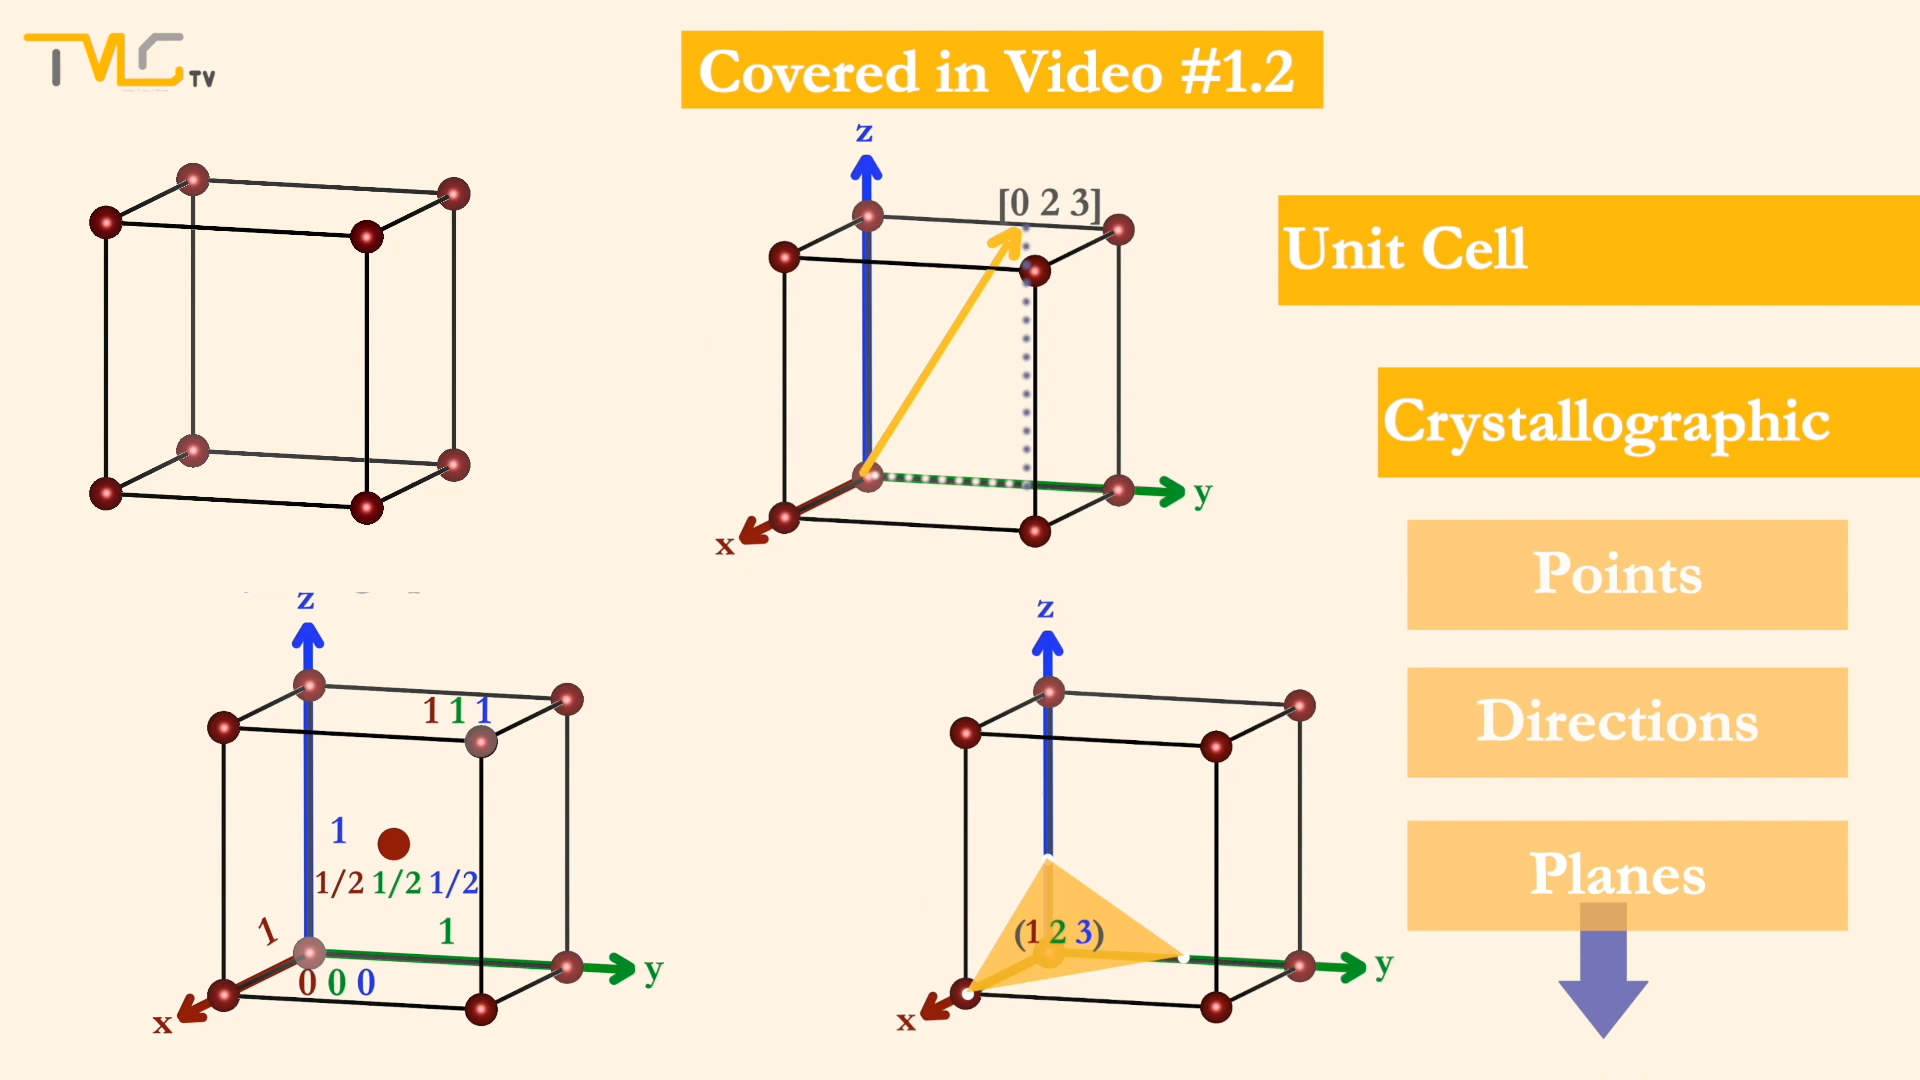 TMC TV
Covered in Video #1.2
z
[0 2 3]
y
x
Unit Cell
Crystallographic
Points
Directions
Planes
z
1 1 1
1
1/2 1/2 1/2
1
1
0 0 0
y
x
z
(1 2 3)
y
x